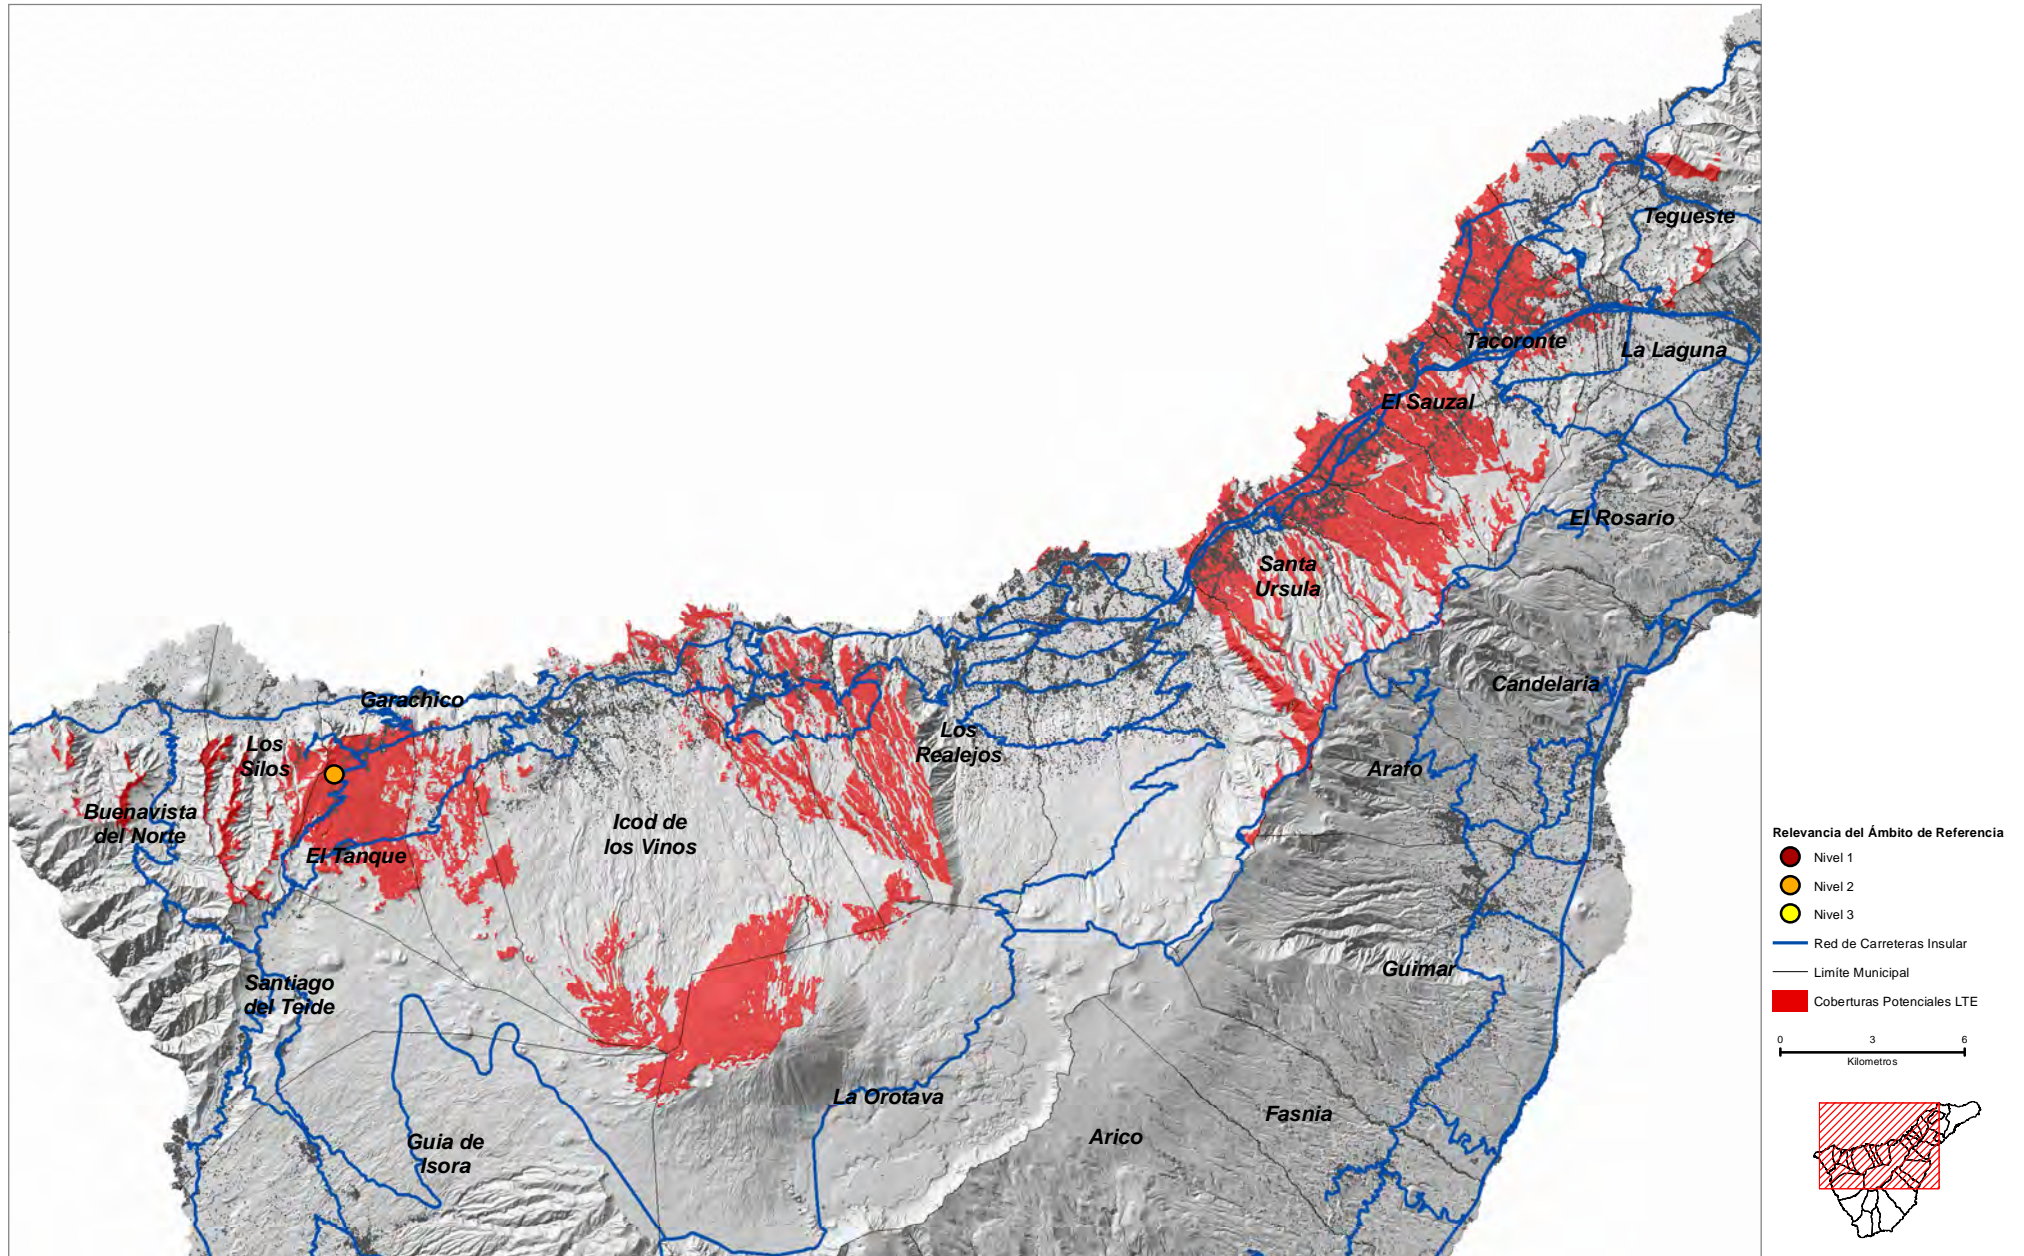 Tegueste
Tacoronte
La Laguna
El Sauzal
El Rosario
Santa
Ursula
Candelaria
Garachico
Los
Silos
Los
Realejos
Arafo
Buenavista
del Norte
Icod de
los Vinos
El Tanque
Guimar
Santiago
del Teide
La Orotava
Fasnia
Arico
Guia de
Isora
Relevancia del Ámbito de Referencia
Nivel 1
Nivel 2
Nivel 3
Red de Carreteras Insular
Limíte Municipal
Coberturas Potenciales LTE
0 3 6
Kilometros